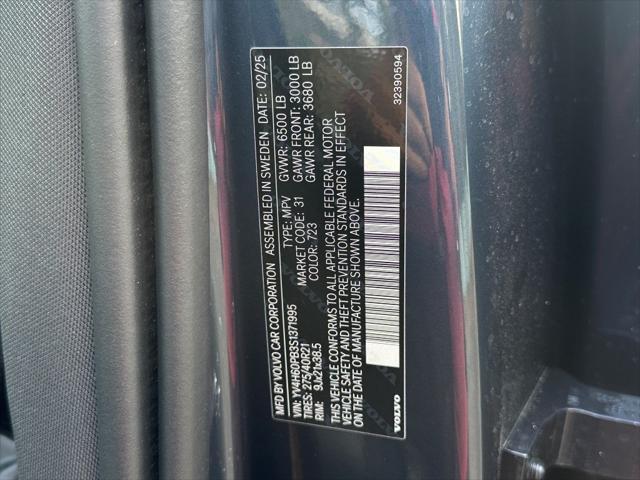 MFD BY VOLVO CAR CORPORATION ASSEMBLED IN SWEDEN DATE: 02/25
VIN: YV4H60PB3S1371995 TYPE: MPV GVWR: 6500 LB
TIRES: 275/40R21 MARKET CODE: 31 GAWR FRONT: 3000 LB
RIM: 9Jx21x38.5 COLOR: 723 GAWR REAR: 3680 LB
THIS VEHICLE CONFORMS TO ALL APPLICABLE FEDERAL MOTOR
VEHICLE SAFETY AND THEFT PREVENTION STANDARDS IN EFFECT
ON THE DATE OF MANUFACTURE SHOWN ABOVE.
VOLVO 32390594